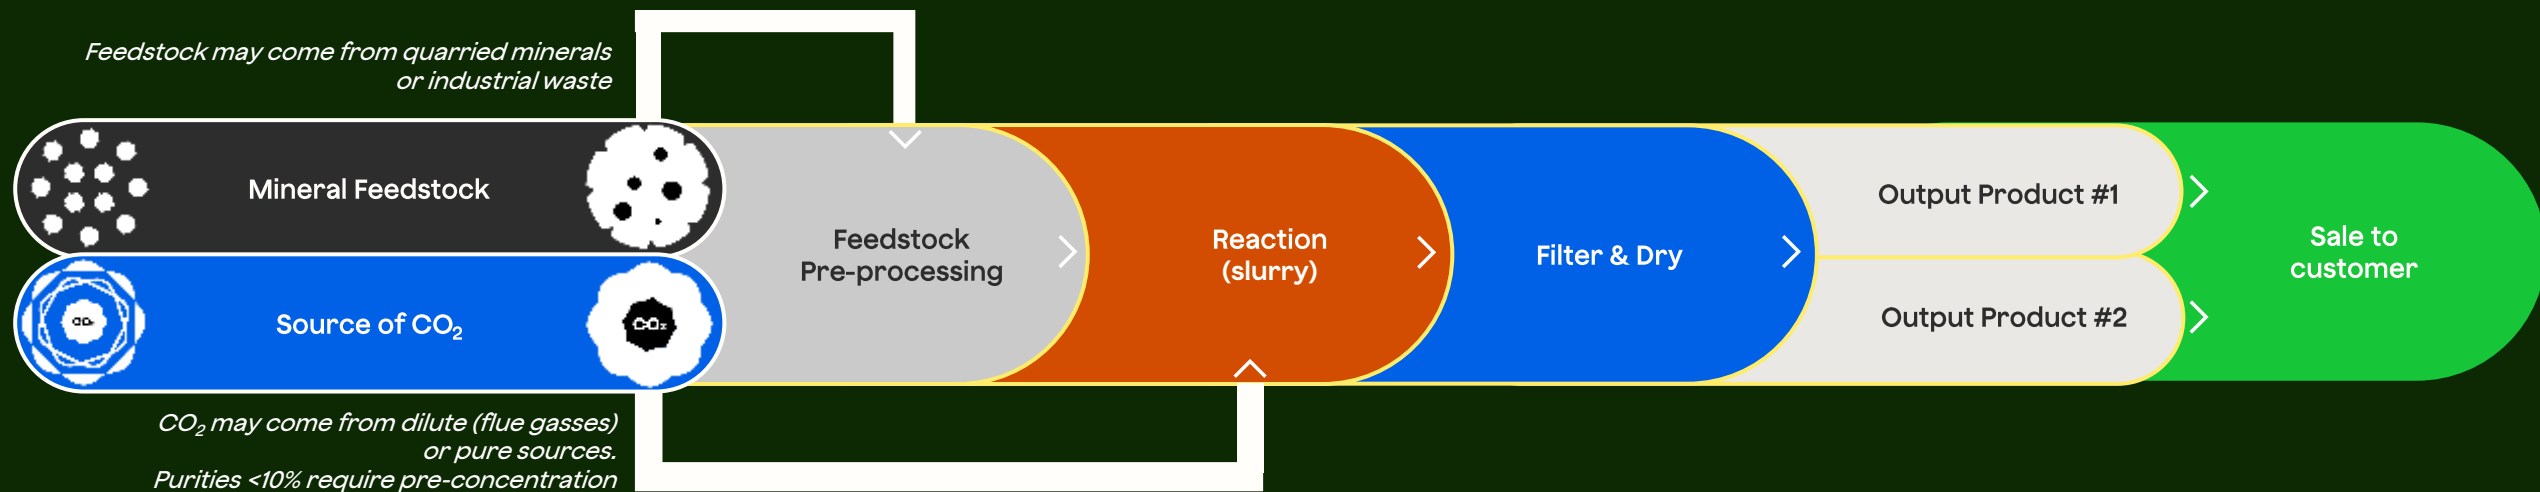 Feedstock may come from quarried minerals
or industrial waste
Mineral Feedstock
Source of CO₂
CO₂
CO₂
CO₂ may come from dilute (flue gasses)
or pure sources.
Purities <10% require pre-concentration
Feedstock
Pre-processing
Reaction
(slurry)
Filter & Dry
Output Product #1
Output Product #2
Sale to
customer